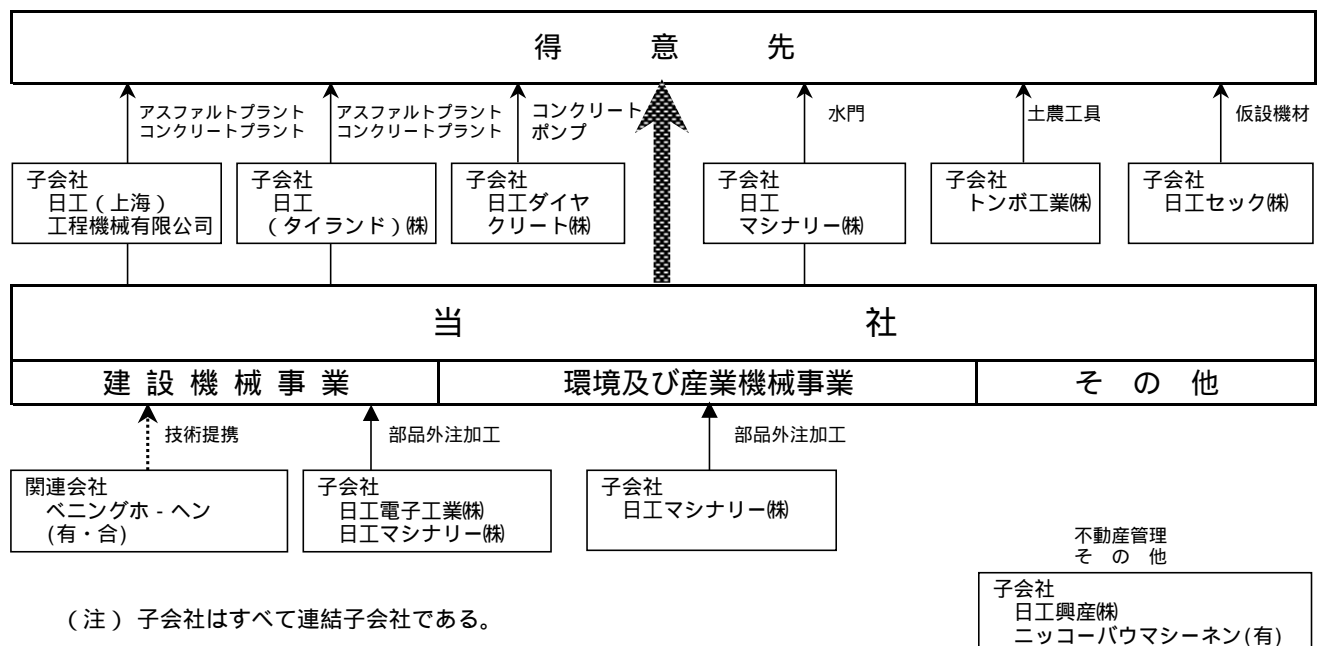 得 意 先
アスファルトプラント
コンクリートプラント
アスファルトプラント
コンクリートプラント
コンクリート
ポンプ
水門
土農工具
仮設機材
子会社
日工（上海）
工程機械有限公司
子会社
日工
（タイランド）㈱
子会社
日工ダイヤ
クリート㈱
子会社
日工
マシナリー㈱
子会社
トンボ工業㈱
子会社
日工セック㈱
当 社
建 設 機 械 事 業
環境及び産業機械事業
そ の 他
技術提携
部品外注加工
部品外注加工
関連会社
ベニングホ‐ヘン
(有・合)
子会社
日工電子工業㈱
日工マシナリー㈱
子会社
日工マシナリー㈱
不動産管理
そ の 他
子会社
日工興産㈱
ニッコーバウマシーネン(有)
（注）子会社はすべて連結子会社である。